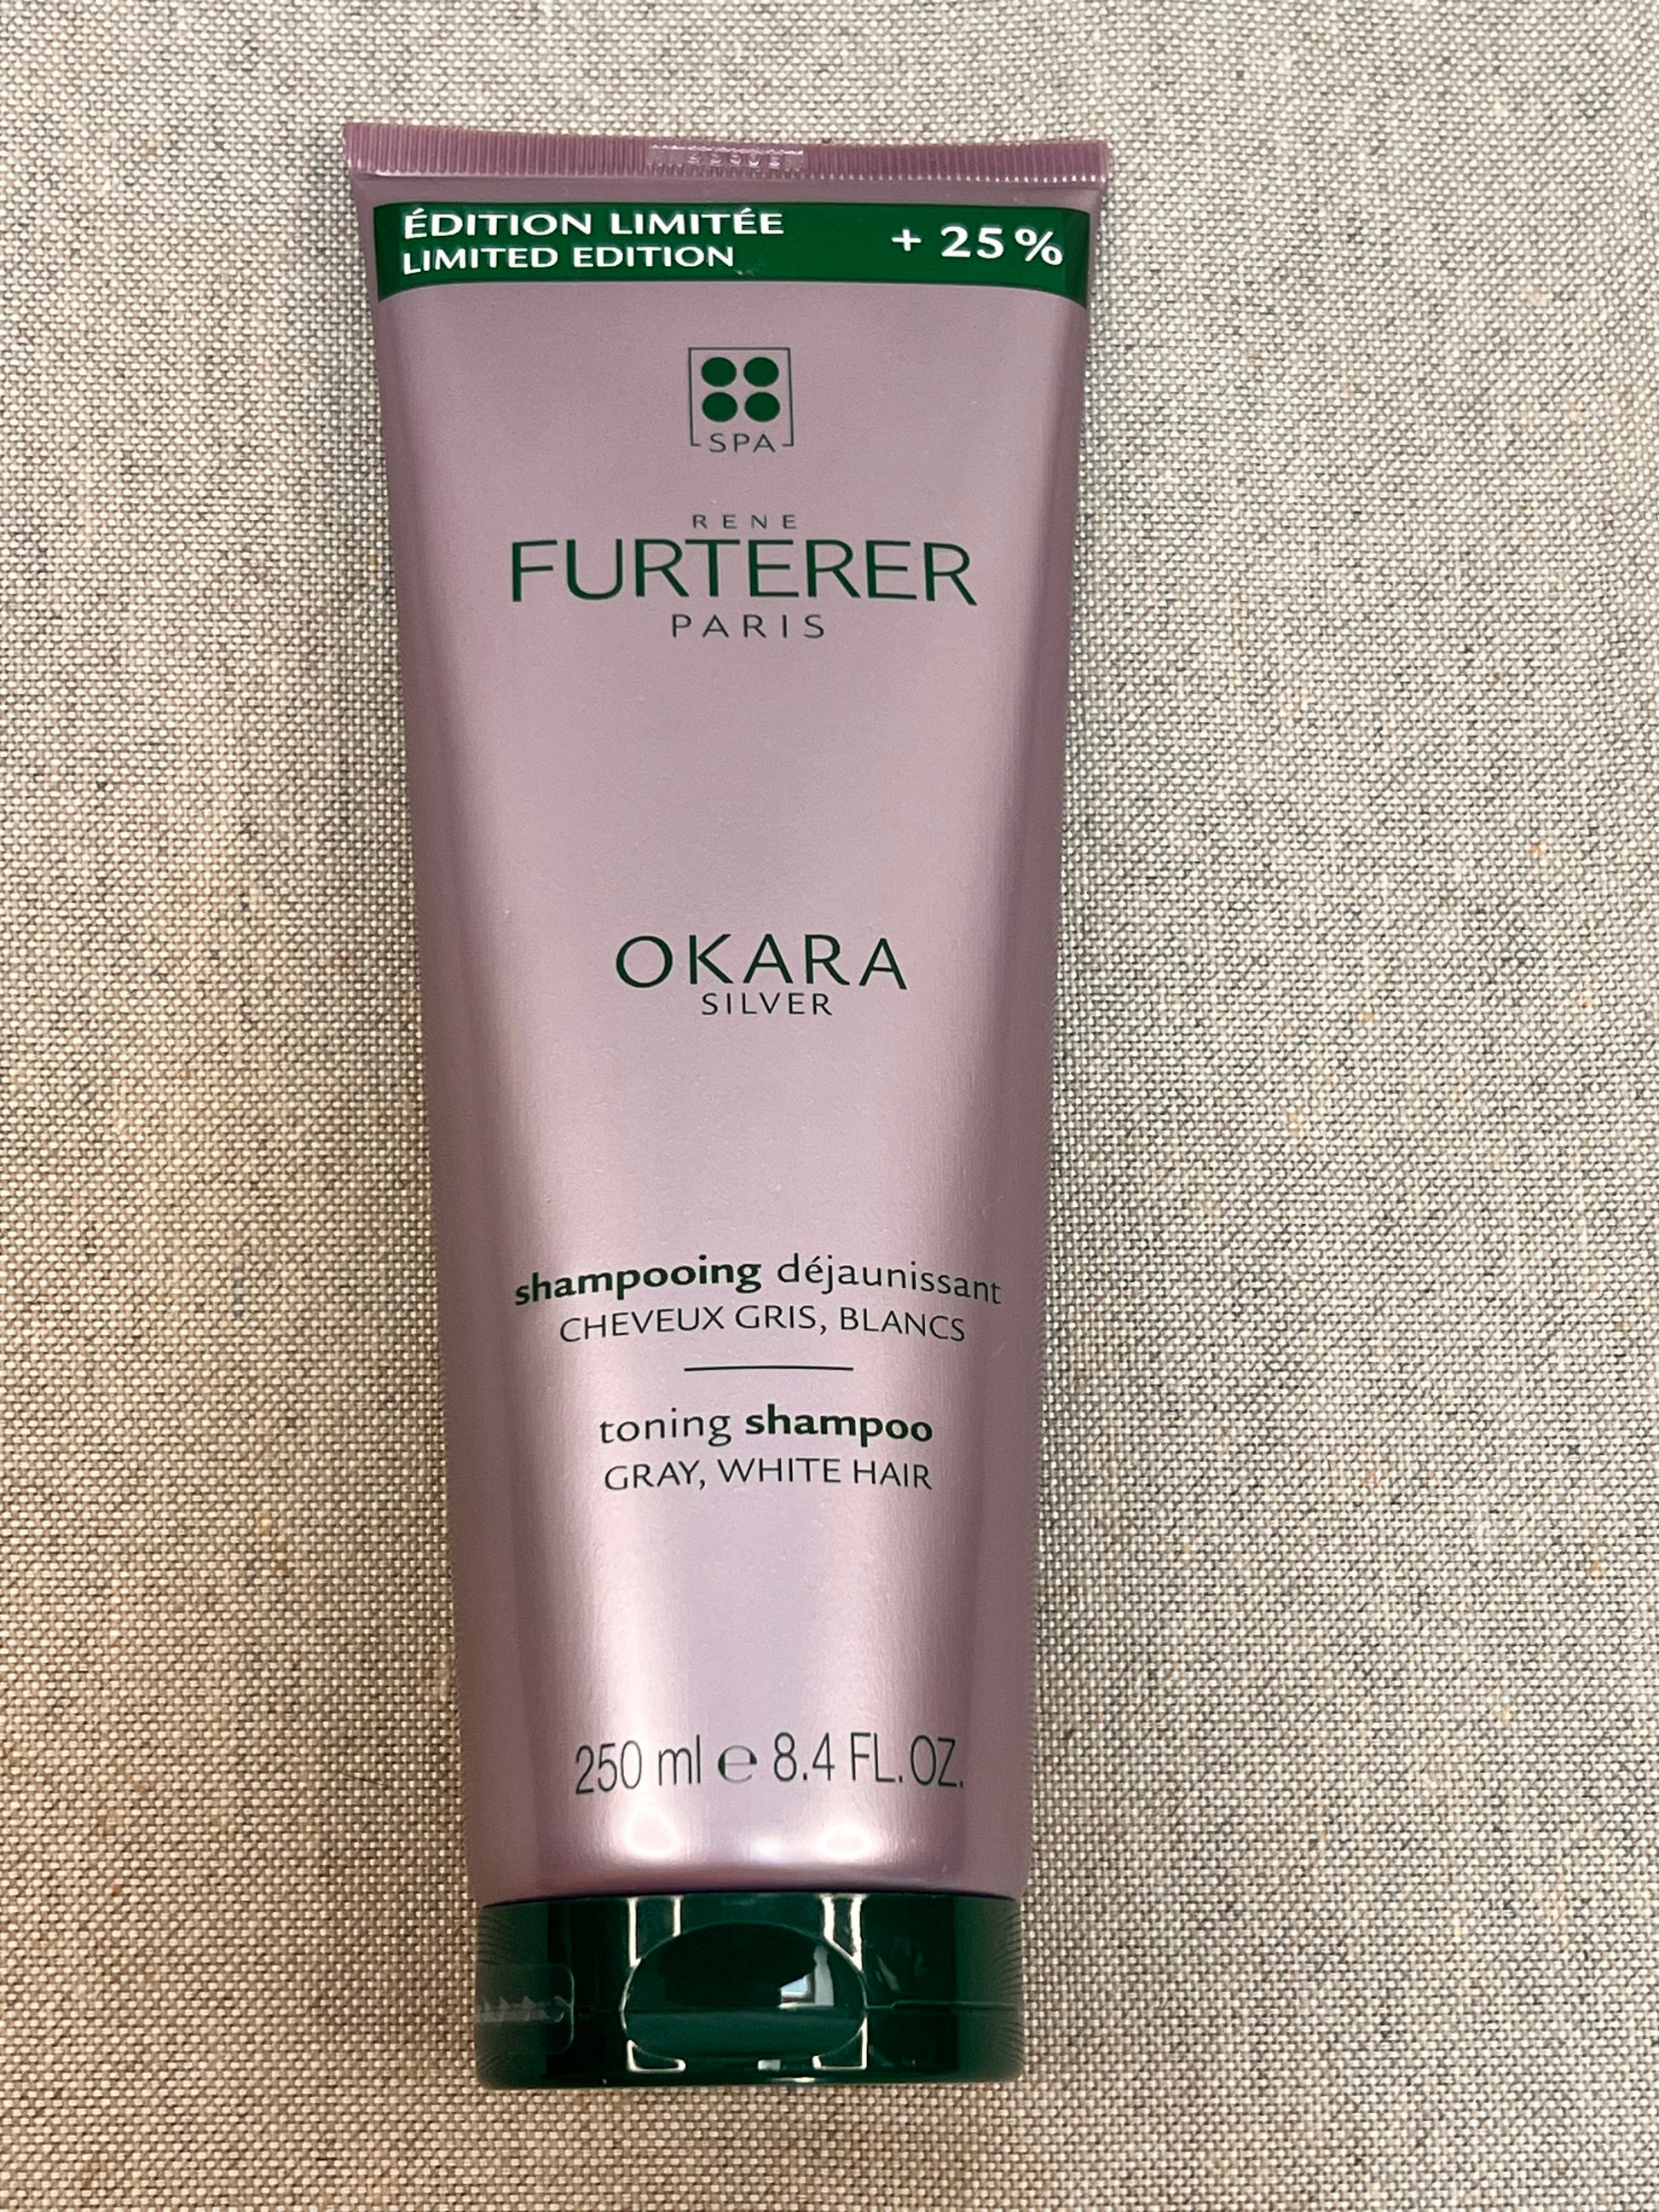 ÉDITION LIMITÉE
LIMITED EDITION
+ 25%
SPA
RENE
FURTERER
PARIS
OKARA
SILVER
shampooing déjaunissant
CHEVEUX GRIS, BLANCS
toning shampoo
GRAY, WHITE HAIR
250 ml e 8.4 FL.OZ.